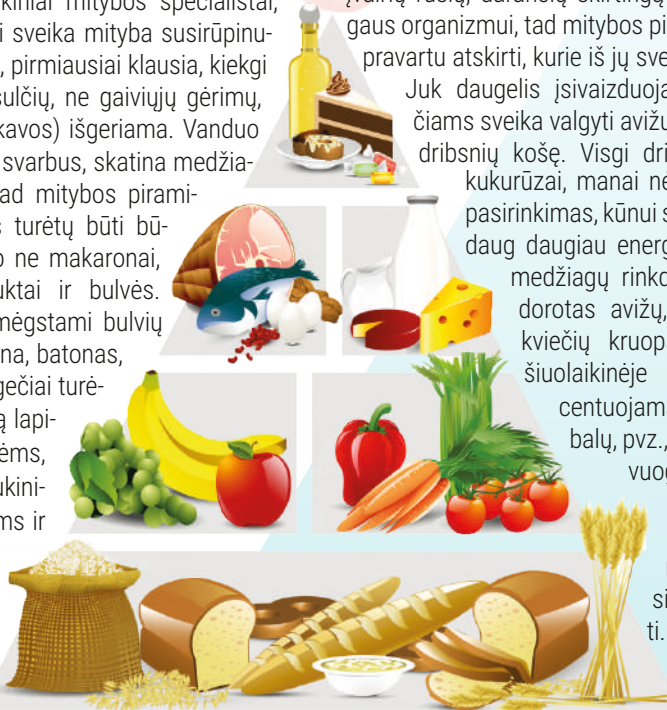 kiniai mitybos specialistai,
i sveika mityba susirūpinu-
, pirmiausiai klausia, kiekgi
sulčių, ne gaiviųjų gėrimų,
kavos) išgeriama. Vanduo
svarbus, skatina medžia-
ad mitybos pirami-
s turėtų būti bū-
o ne makaronai,
uktai ir bulvės.
mėgstami bulvių
na, batonas,
gečiai turė-
ą lapi-
ėms,
ukini-
ms ir
gaus organizmui, tad mitybos pi
pravartu atskirti, kurie iš jų sve
Juk daugelis įsivaizduoja
čiams sveika valgyti avižų
dribsnių košę. Visgi dri
kukurūzai, manai nė
pasirinkimas, kūnui s
daug daugiau energ
medžiagų rinko
dorotas avižų,
kviečių kruop
šiuolaikinėje
centuojam
balų, pvz.,
vuog
si
ti.